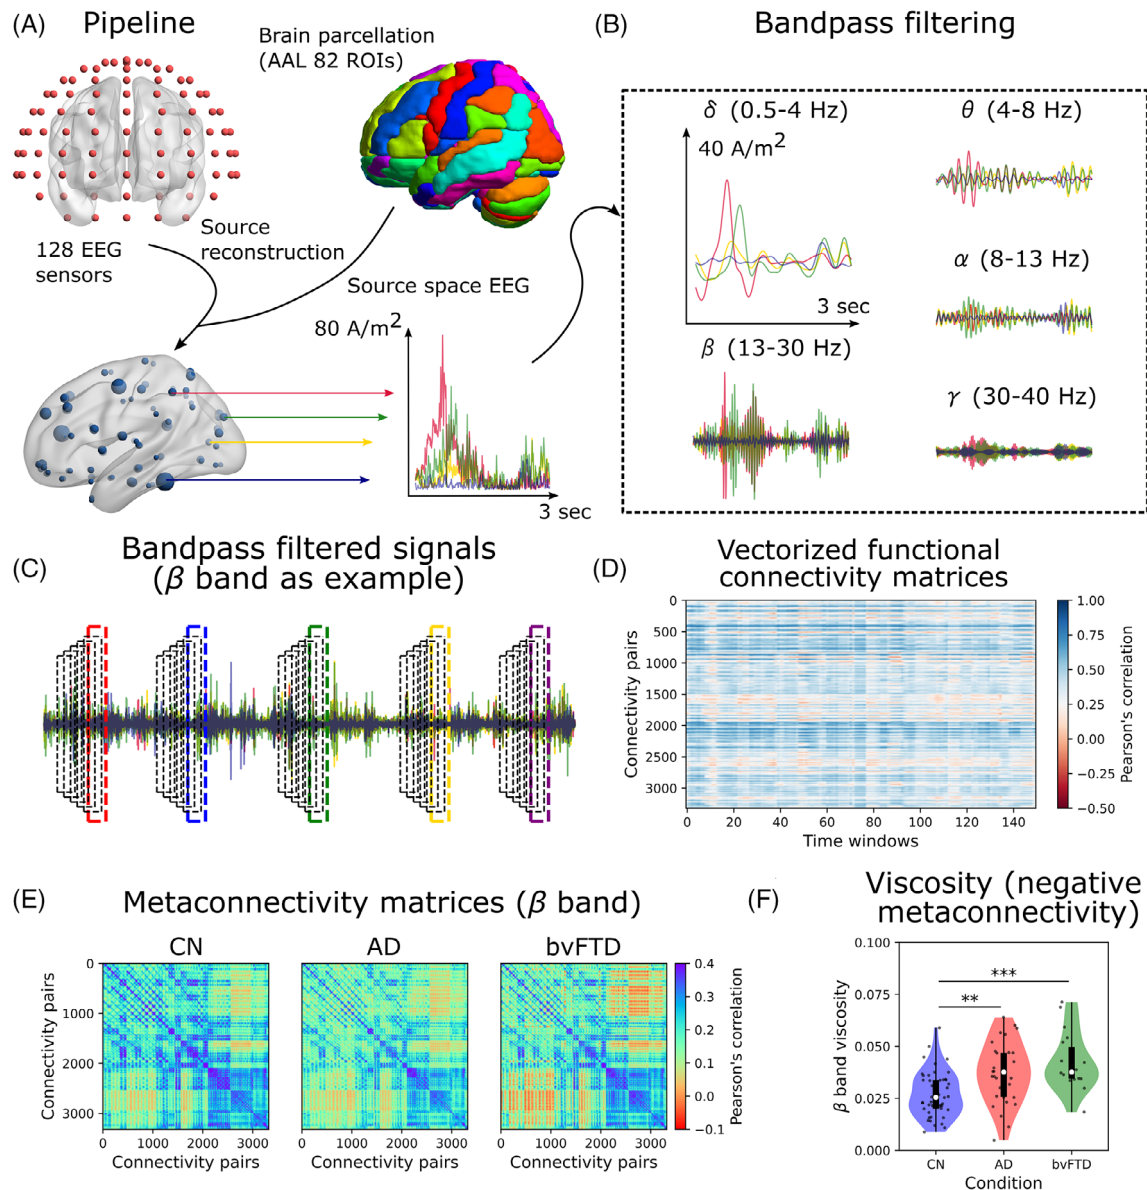 (A)
Pipeline
Brain parcellation
(AAL 82 ROIs)
128 EEG
sensors
Source
reconstruction
Source space EEG
80 A/m²
3 sec
(B)
Bandpass filtering
δ (0.5-4 Hz)
40 A/m²
3 sec
θ (4-8 Hz)
α (8-13 Hz)
β (13-30 Hz)
γ (30-40 Hz)
(C)
Bandpass filtered signals
(β band as example)
(D)
Vectorized functional
connectivity matrices
Connectivity pairs
0
500
1000
1500
2000
2500
3000
0 20 40 60 80 100 120 140
Time windows
1.00
0.75
0.50
0.25
0.00
−0.25
−0.50
Pearson's correlation
(E)
Metaconnectivity matrices (β band)
CN
AD
bvFTD
Connectivity pairs
0
1000
2000
3000
0 1000 2000 3000
Connectivity pairs
0 1000 2000 3000
Connectivity pairs
0 1000 2000 3000
Connectivity pairs
0.4
0.3
0.2
0.1
0.0
−0.1
Pearson's correlation
(F)
Viscosity (negative
metaconnectivity)
β band viscosity
0.100
0.075
0.050
0.025
0.000
***
**
CN
AD
bvFTD
Condition